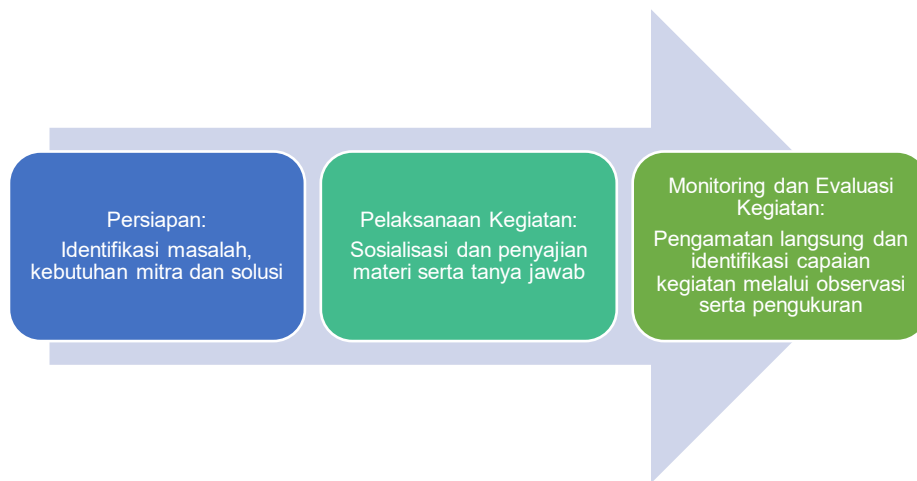 Persiapan:
Identifikasi masalah,
kebutuhan mitra dan solusi
Pelaksanaan Kegiatan:
Sosialisasi dan penyajian
materi serta tanya jawab
Monitoring dan Evaluasi
Kegiatan:
Pengamatan langsung dan
identifikasi capaian
kegiatan melalui observasi
serta pengukuran